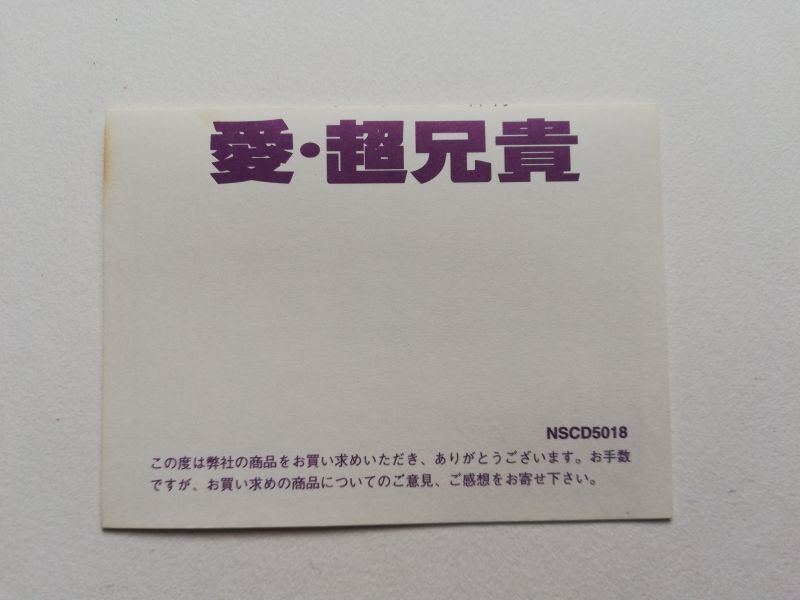 愛・超兄貴
NSCD5018
この度は弊社の商品をお買い求めいただき、ありがとうございます。お手数
ですが、お買い求めの商品についてのご意見、ご感想をお寄せ下さい。